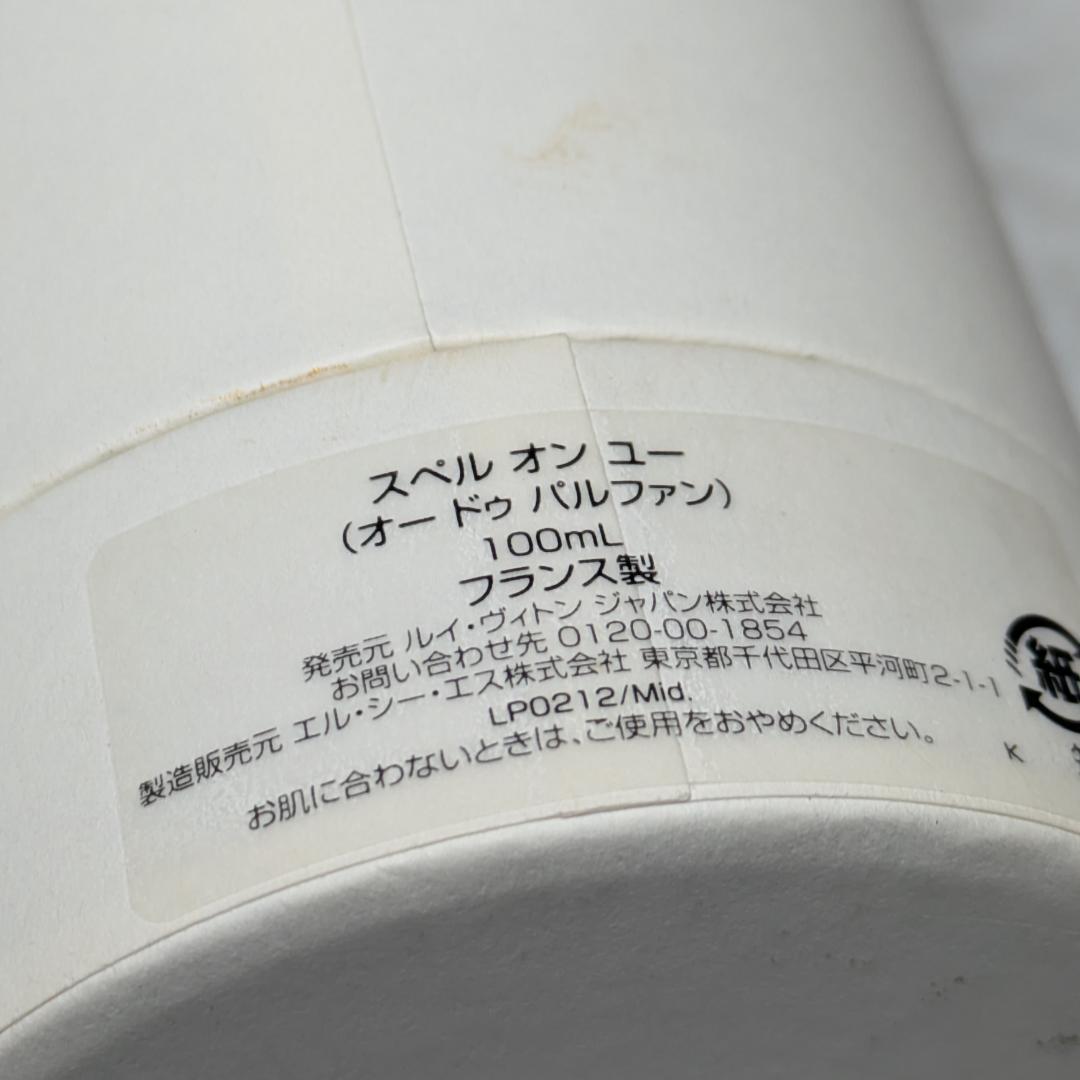 スペル オン ユー
（オー ドゥ パルファン）
100mL
フランス製
発売元 ルイ・ヴィトン ジャパン株式会社
お問い合わせ先 0120-00-1854
製造販売元 エル・シー・エス株式会社 東京都千代田区平河町2-1-1
LP0212/Mid.
お肌に合わないときは、ご使用をおやめください。
紙
K